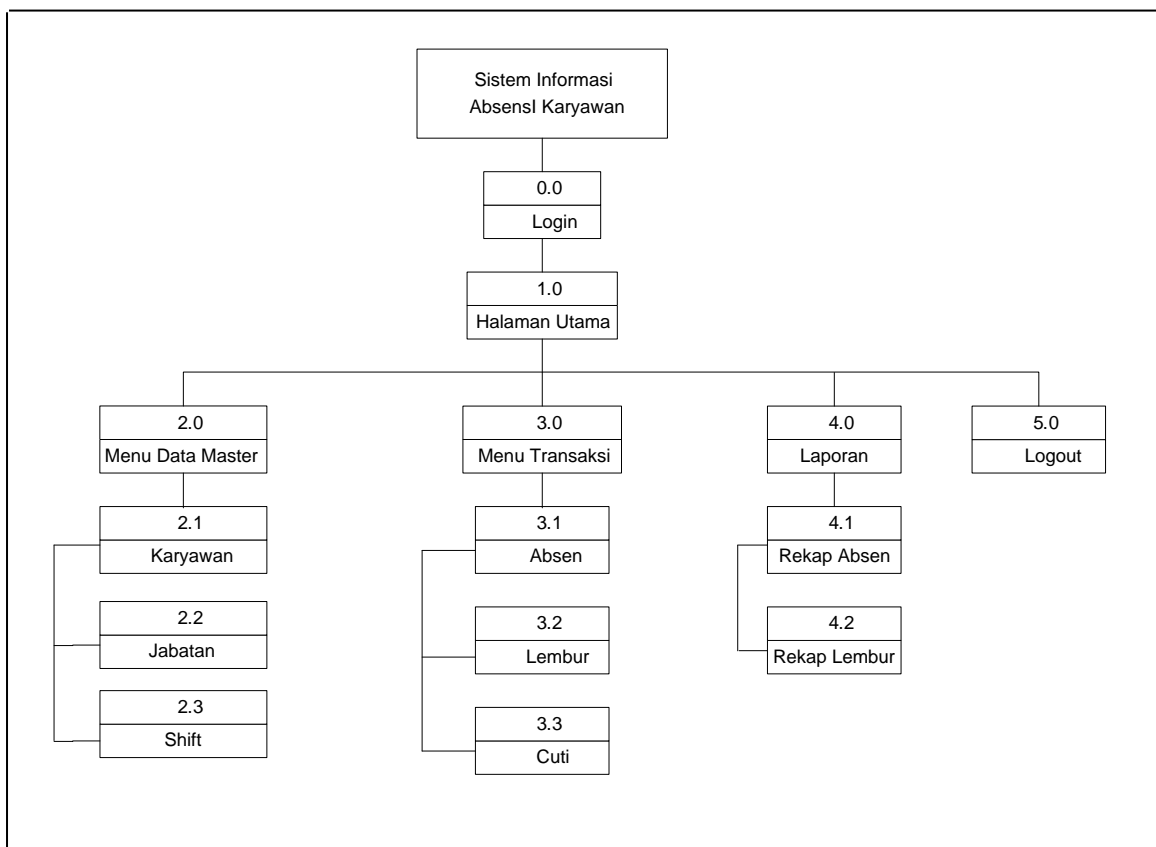 Sistem Informasi
AbsensI Karyawan
0.0
Login
1.0
Halaman Utama
2.0
Menu Data Master
3.0
Menu Transaksi
4.0
Laporan
5.0
Logout
2.1
Karyawan
3.1
Absen
4.1
Rekap Absen
2.2
Jabatan
3.2
Lembur
4.2
Rekap Lembur
2.3
Shift
3.3
Cuti